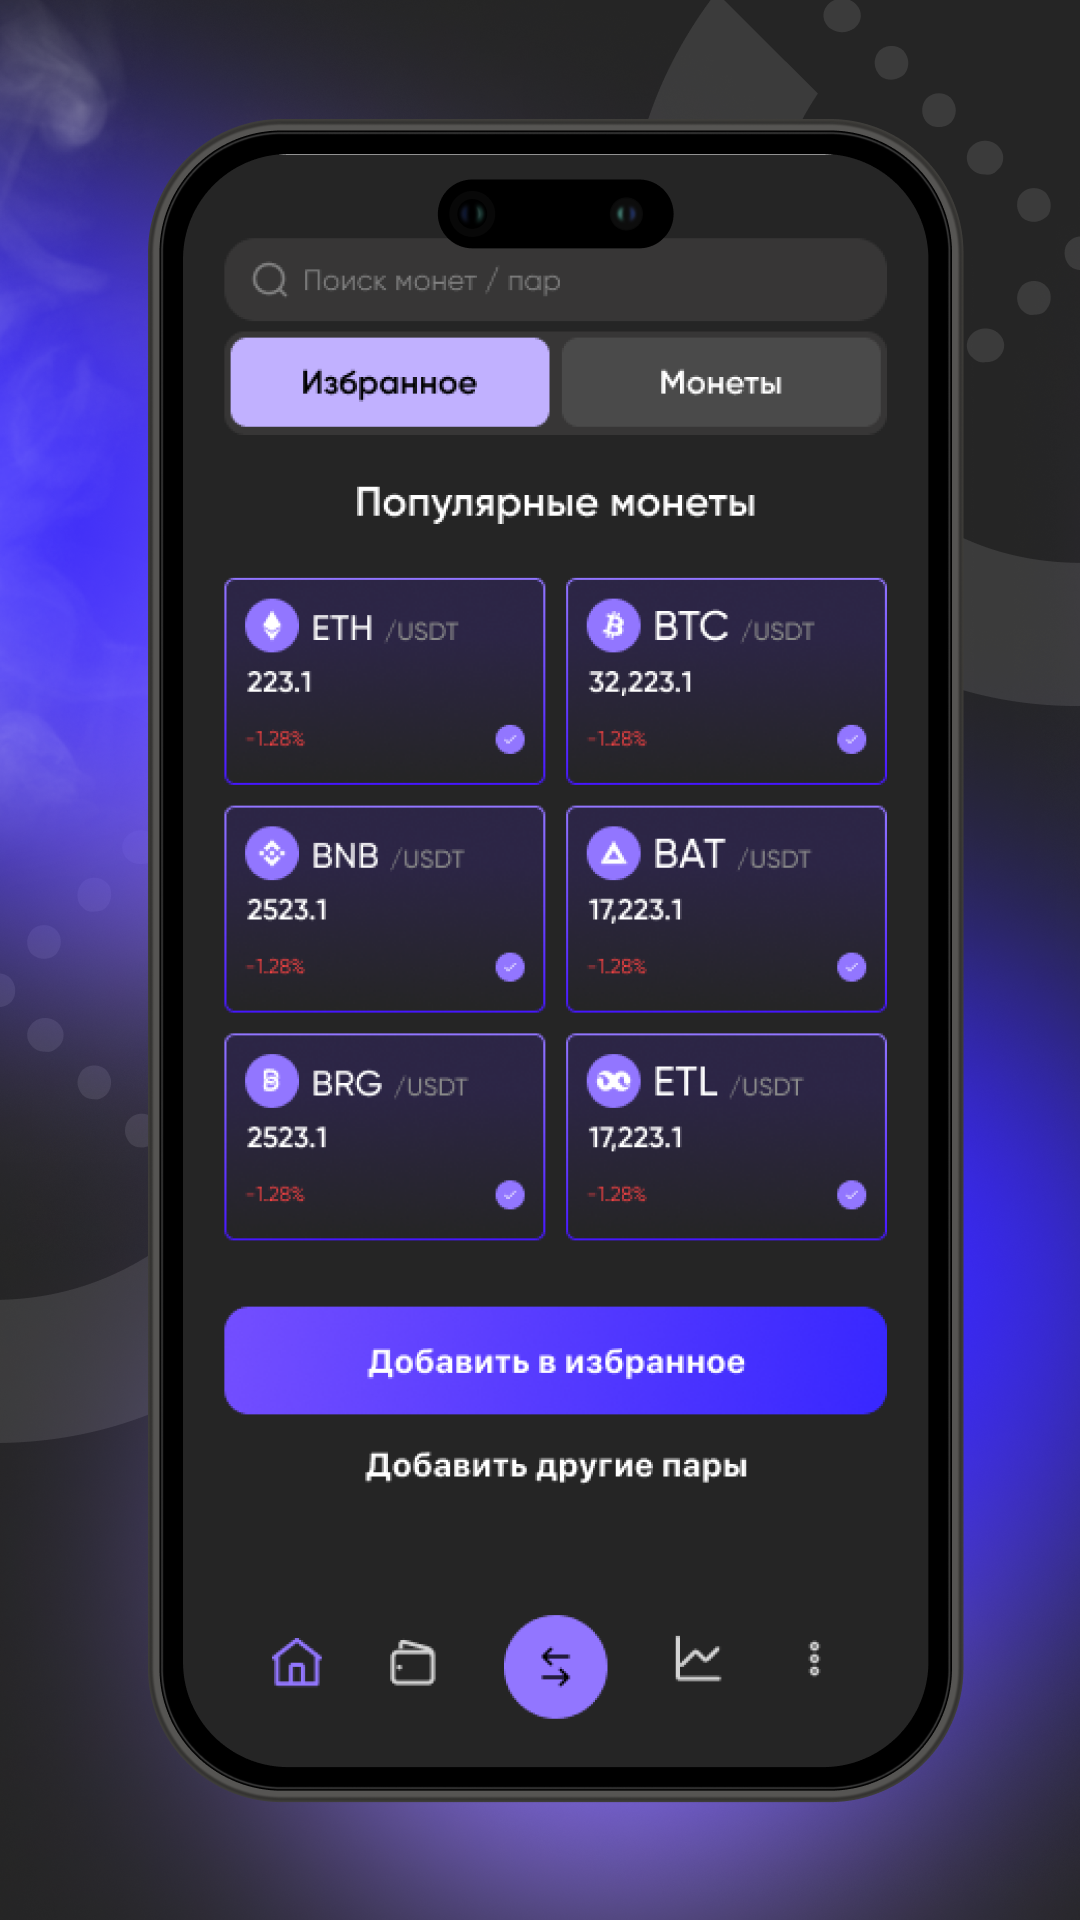 Поиск монет / пар
Избранное Монеты
Популярные монеты
ETH /USDT
223.1
-1.28%
BTC /USDT
32,223.1
-1.28%
BNB /USDT
2523.1
-1.28%
BAT /USDT
17,223.1
-1.28%
BRG /USDT
2523.1
-1.28%
ETL /USDT
17,223.1
-1.28%
Добавить в избранное
Добавить другие пары